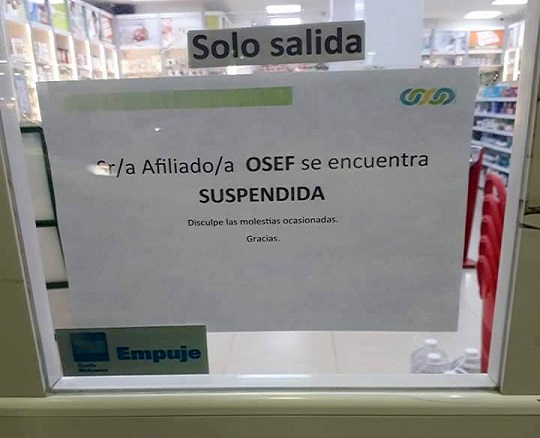 Solo salida
Sr/a Afiliado/a OSEF se encuentra
SUSPENDIDA
Disculpe las molestias ocasionadas.
Gracias.
Empuje